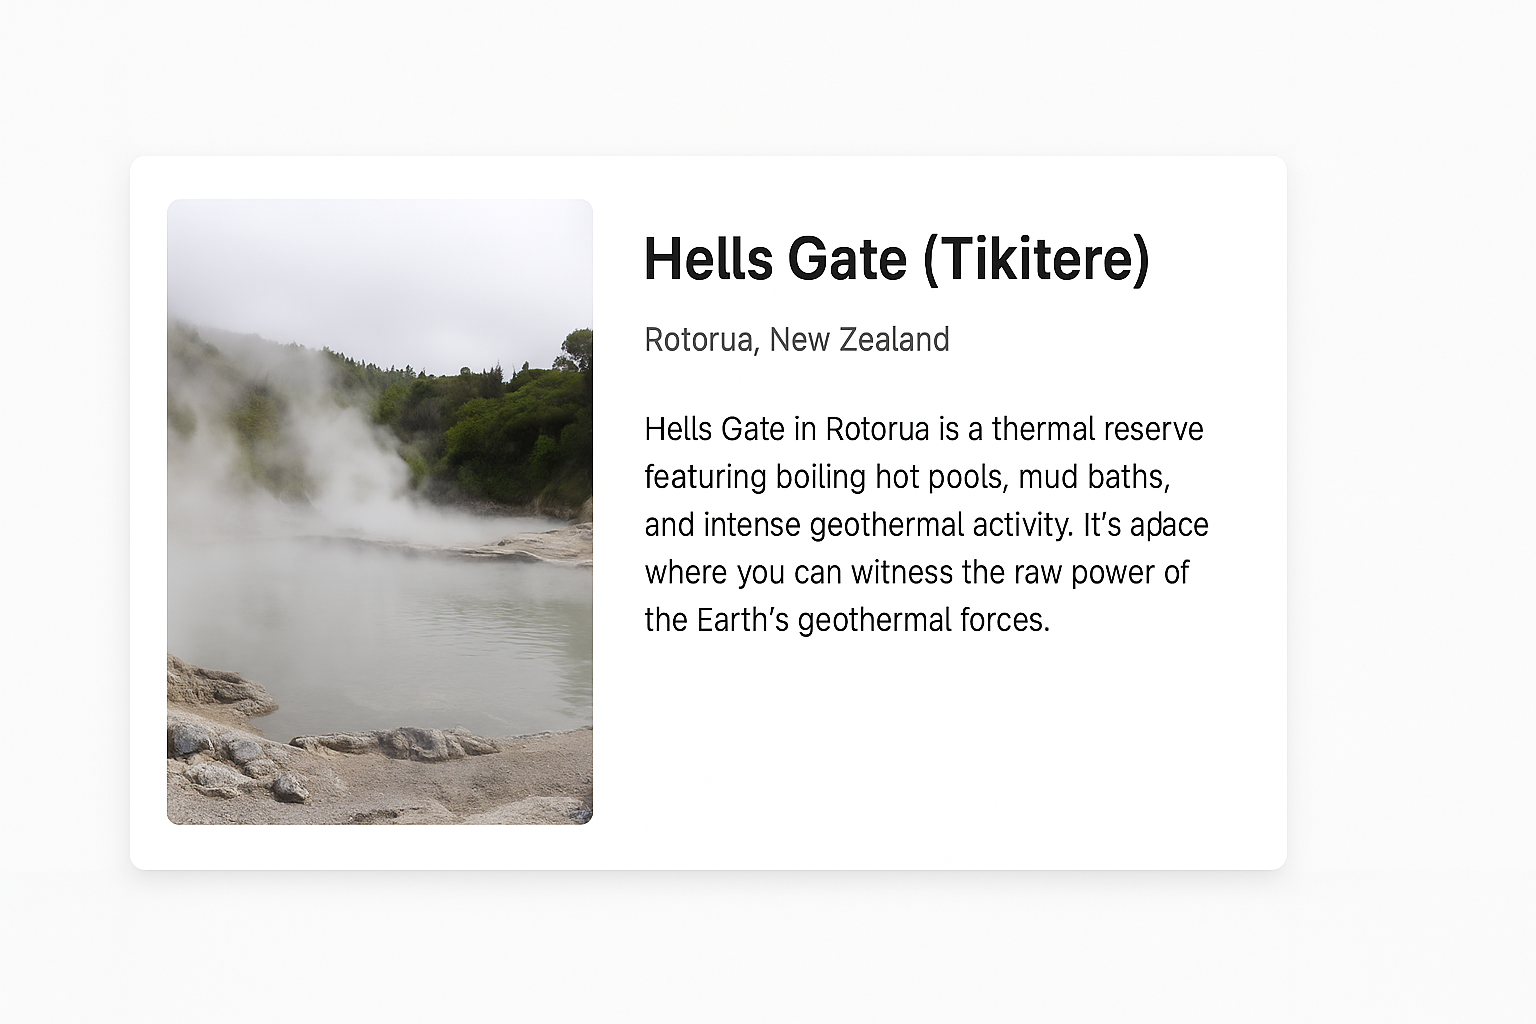 Hells Gate (Tikitere)
Rotorua, New Zealand
Hells Gate in Rotorua is a thermal reserve
featuring boiling hot pools, mud baths,
and intense geothermal activity. It’s apace
where you can witness the raw power of
the Earth’s geothermal forces.